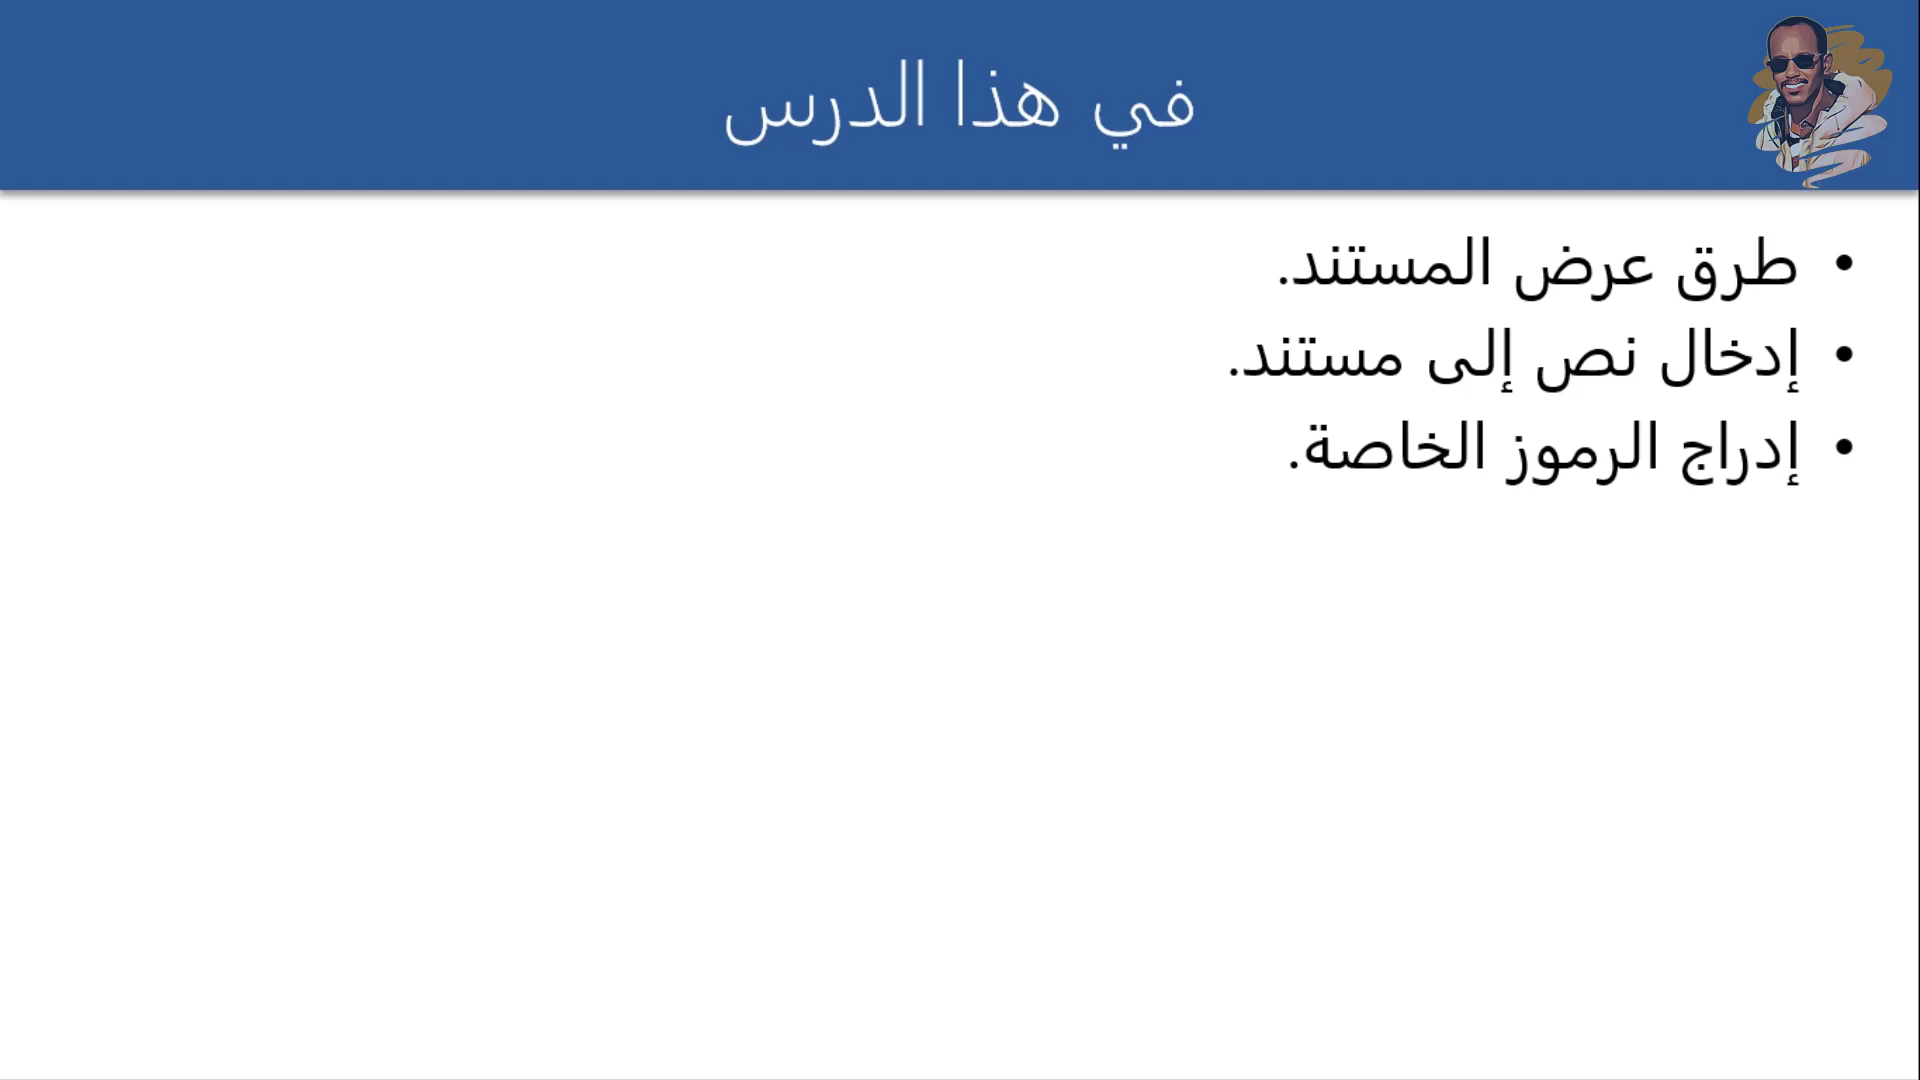 في هذا الدرس
• طرق عرض المستند.
• إدخال نص إلى مستند.
• إدراج الرموز الخاصة.